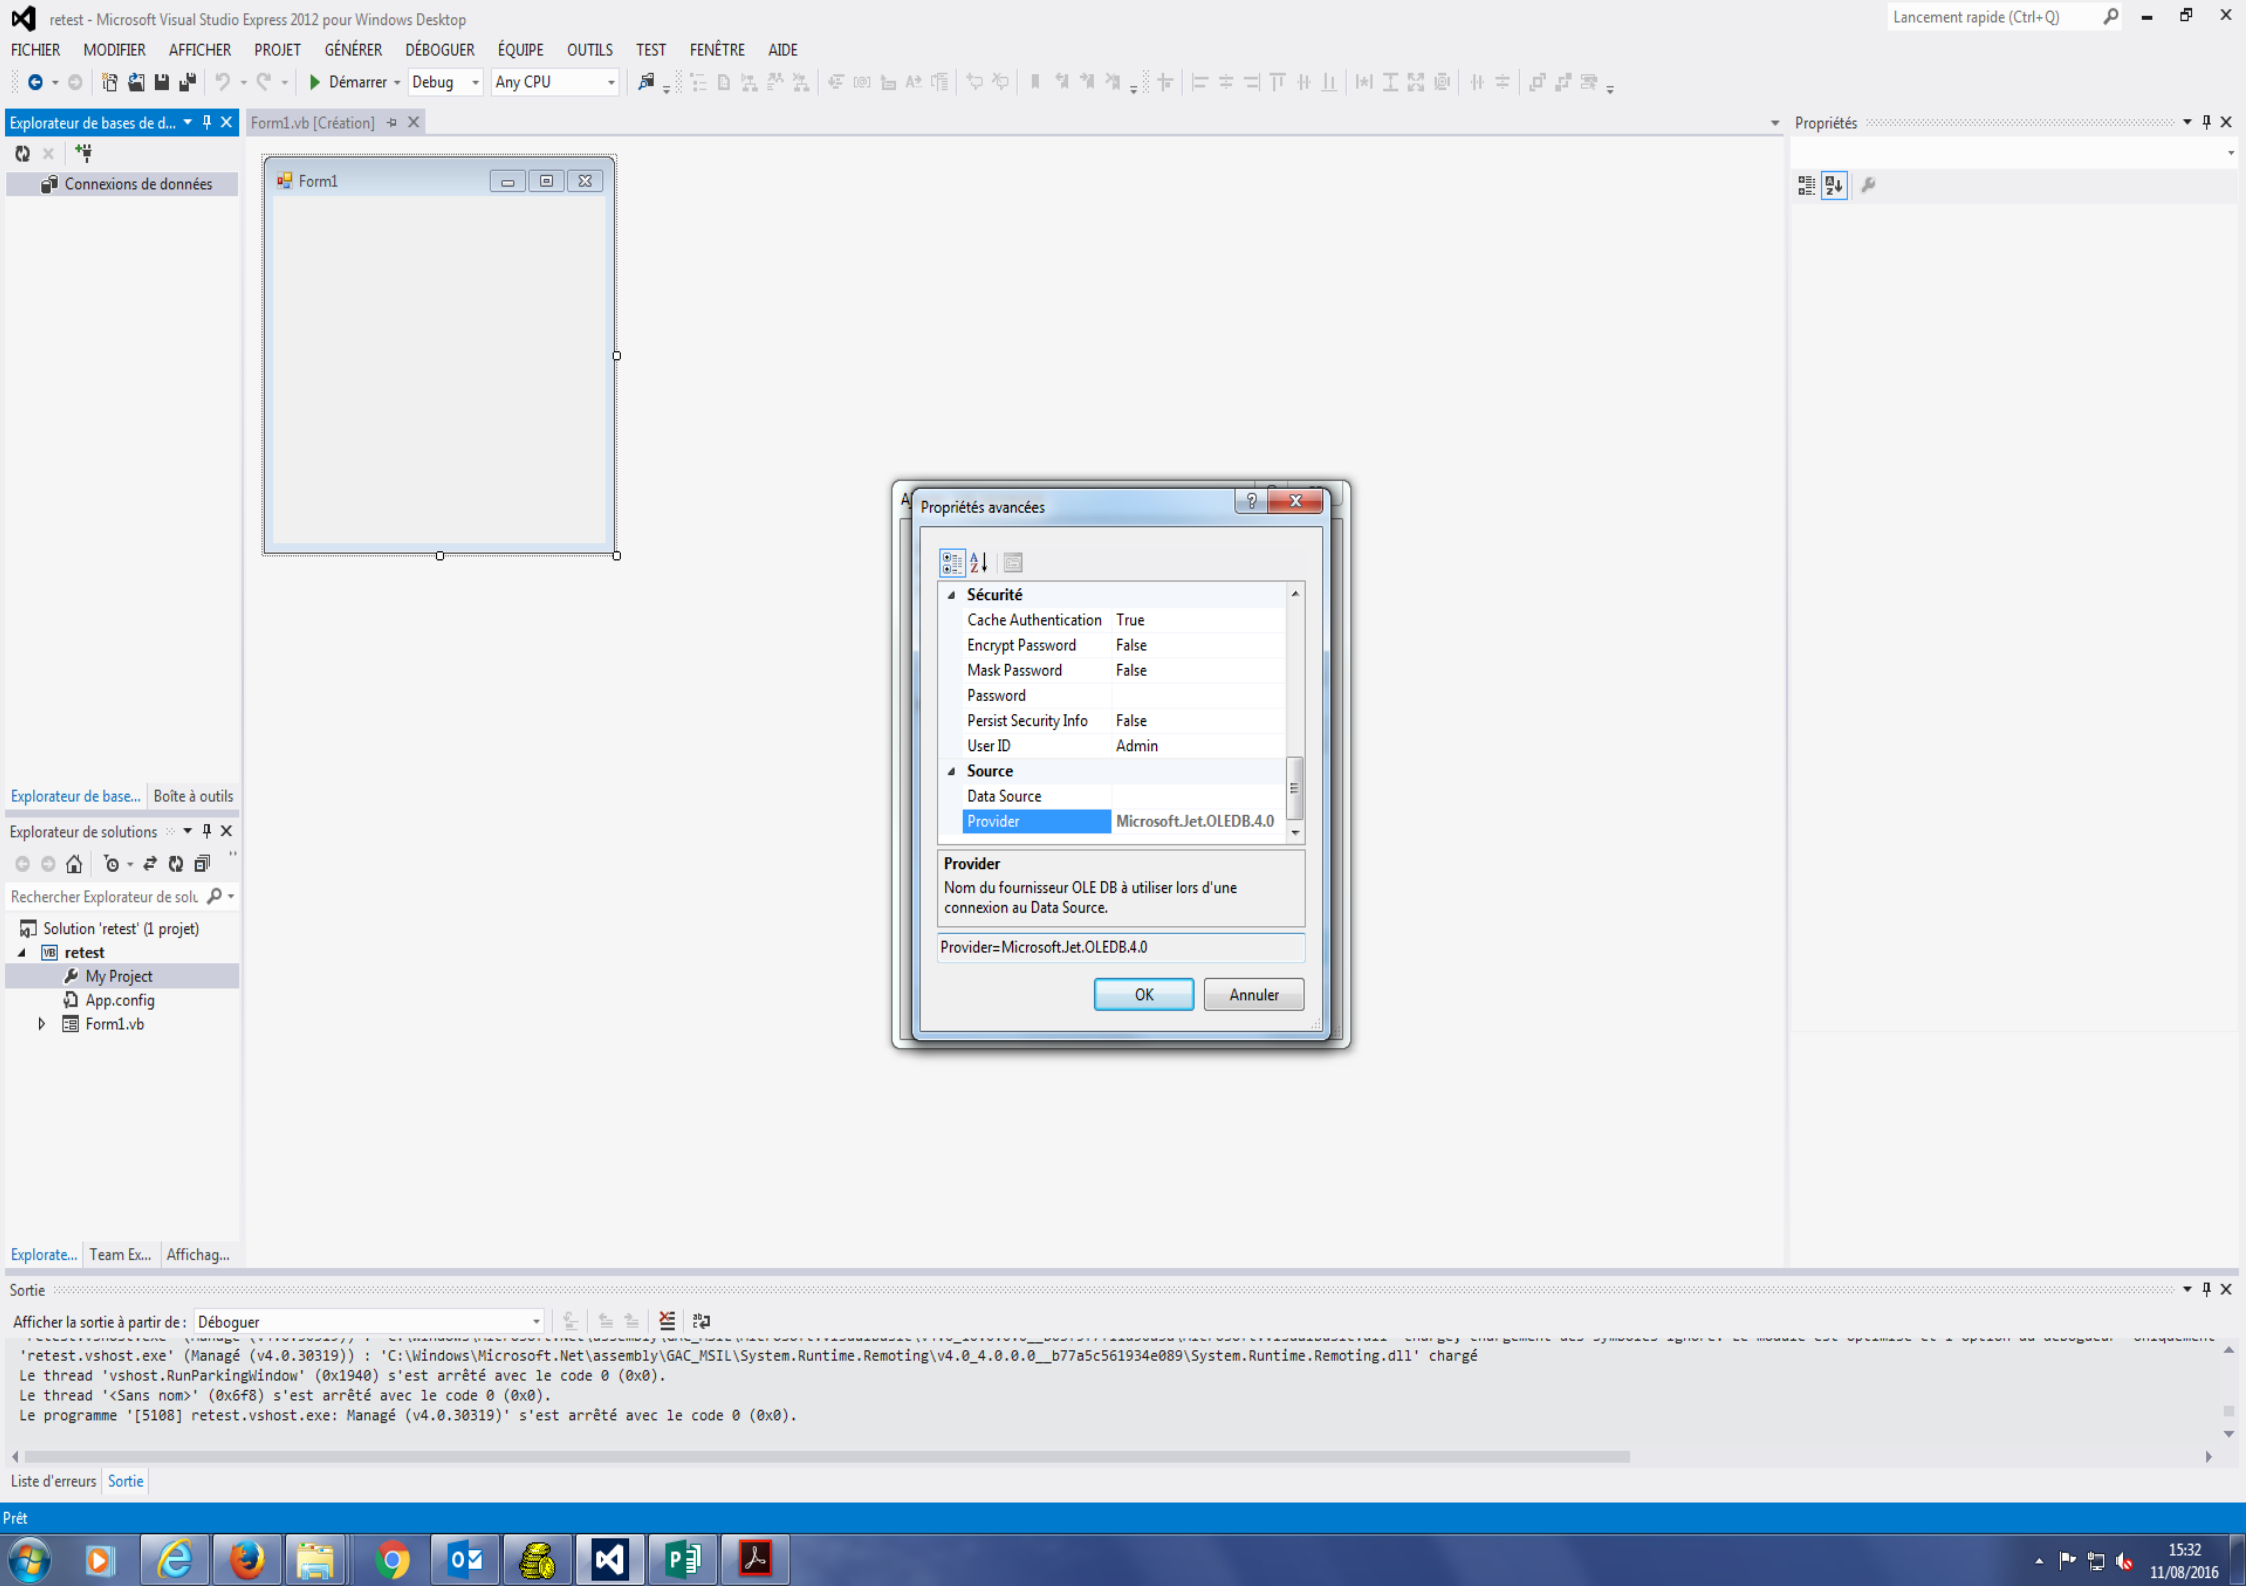 retest - Microsoft Visual Studio Express 2012 pour Windows Desktop
Lancement rapide (Ctrl+Q)
FICHIER MODIFIER AFFICHER PROJET GÉNÉRER DÉBOGUER ÉQUIPE OUTILS TEST FENÊTRE AIDE
Démarrer Debug Any CPU
Explorateur de bases de d...
Form1.vb [Création]
Propriétés
Connexions de données
Form1
Propriétés avancées
Sécurité
Cache Authentication True
Encrypt Password False
Mask Password False
Password
Persist Security Info False
User ID Admin
Source
Data Source
Provider Microsoft.Jet.OLEDB.4.0
Provider
Nom du fournisseur OLE DB à utiliser lors d'une
connexion au Data Source.
Provider=Microsoft.Jet.OLEDB.4.0
OK Annuler
Explorateur de base... Boîte à outils
Explorateur de solutions
Rechercher Explorateur de solu
Solution 'retest' (1 projet)
retest
My Project
App.config
Form1.vb
Explorate... Team Ex... Affichag...
Sortie
Afficher la sortie à partir de : Déboguer
'retest.vshost.exe' (Managé (v4.0.30319)) : 'C:\Windows\Microsoft.Net\assembly\GAC_MSIL\System.Runtime.Remoting\v4.0_4.0.0.0__b77a5c561934e089\System.Runtime.Remoting.dll' chargé
Le thread 'vshost.RunParkingWindow' (0x1940) s'est arrêté avec le code 0 (0x0).
Le thread '<Sans nom>' (0x6f8) s'est arrêté avec le code 0 (0x0).
Le programme '[5108] retest.vshost.exe: Managé (v4.0.30319)' s'est arrêté avec le code 0 (0x0).
Liste d'erreurs Sortie
Prêt
15:32
11/08/2016